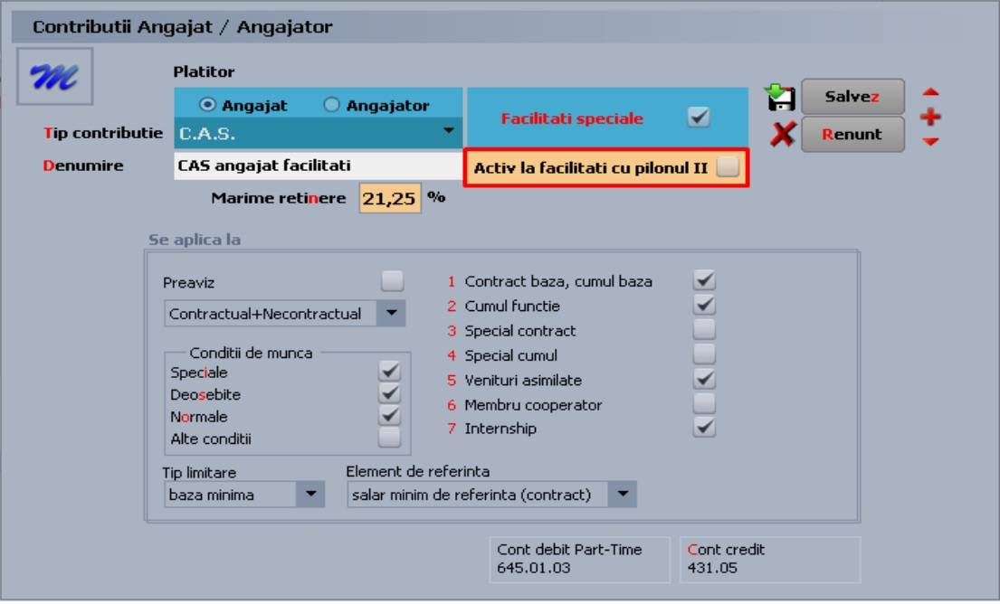 Contributii Angajat / Angajator
m
Platitor
Angajat Angajator
Facilitati speciale
Salvez
Tip contributie C.A.S.
Renunt
Denumire CAS angajat facilitati
Activ la facilitati cu pilonul II
Marime retinere 21,25 %
Se aplica la
Preaviz
Contractual+Necontractual
Conditii de munca
Speciale
Deosebite
Normale
Alte conditii
1 Contract baza, cumul baza
2 Cumul functie
3 Special contract
4 Special cumul
5 Venituri asimilate
6 Membru cooperator
7 Internship
Tip limitare
baza minima
Element de referinta
salar minim de referinta (contract)
Cont debit Part-Time
645.01.03
Cont credit
431.05